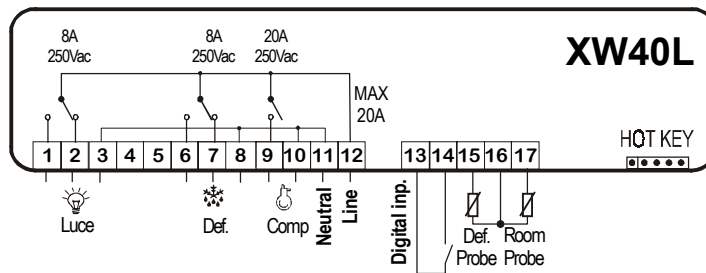 8A 250Vac
8A 250Vac
20A 250Vac
XW40L
MAX 20A
HOT KEY
1 2 3 4 5 6 7 8 9 10 11 12
13 14 15 16 17
Luce
Def.
Comp
Neutral
Line
Digital inp.
Def. Probe
Room Probe